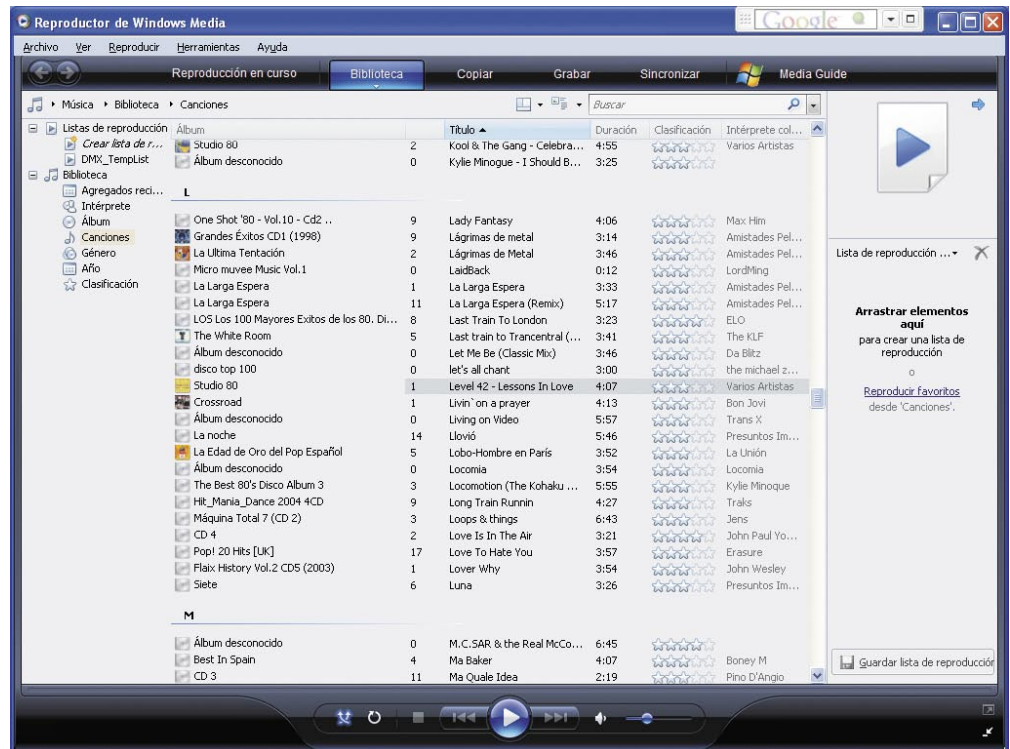 Reproductor de Windows Media
Google
Archivo Ver Reproducir Herramientas Ayuda
Reproducción en curso Biblioteca Copiar Grabar Sincronizar Media Guide
Música Biblioteca Canciones Buscar
Listas de reproducción
Crear lista de r...
DMX_TempList
Biblioteca
Agregados reci...
Intérprete
Álbum
Canciones
Género
Año
Clasificación
Álbum Título Duración Clasificación Intérprete col...
Studio 80 2 Kool & The Gang - Celebra... 4:55 Varios Artistas
Álbum desconocido 0 Kylie Minogue - I Should B... 3:25
L
One Shot '80 - Vol.10 - Cd2 .. 9 Lady Fantasy 4:06 Max Him
Grandes Éxitos CD1 (1998) 9 Lágrimas de metal 3:14 Amistades Pel...
La Ultima Tentación 2 Lágrimas de Metal 3:46 Amistades Pel...
Micro muvee Music Vol.1 0 LaidBack 0:12 LordMing
La Larga Espera 1 La Larga Espera 3:33 Amistades Pel...
La Larga Espera 11 La Larga Espera (Remix) 5:17 Amistades Pel...
LOS Los 100 Mayores Exitos de los 80. Di... 8 Last Train To London 3:23 ELO
The White Room 5 Last train to Trancentral (... 3:41 The KLF
Álbum desconocido 0 Let Me Be (Classic Mix) 3:46 Da Blitz
disco top 100 0 let's all chant 3:00 the michael z...
Studio 80 1 Level 42 - Lessons In Love 4:07 Varios Artistas
Crossroad 1 Livin`on a prayer 4:13 Bon Jovi
Álbum desconocido 0 Living on Video 5:57 Trans X
La noche 14 Llovió 5:46 Presuntos Im...
La Edad de Oro del Pop Español 5 Lobo-Hombre en París 3:52 La Unión
Álbum desconocido 0 Locomia 3:54 Locomia
The Best 80's Disco Album 3 3 Locomotion (The Kohaku ... 5:55 Kylie Minoque
Hit_Mania_Dance 2004 4CD 9 Long Train Runnin 4:27 Traks
Máquina Total 7 (CD 2) 3 Loops & things 6:43 Jens
CD 4 2 Love Is In The Air 3:21 John Paul Yo...
Pop! 20 Hits [UK] 17 Love To Hate You 3:57 Erasure
Flaix History Vol.2 CD5 (2003) 1 Lover Why 3:54 John Wesley
Siete 6 Luna 3:26 Presuntos Im...
M
Álbum desconocido 0 M.C.SAR & the Real McCo... 6:45
Best In Spain 4 Ma Baker 4:07 Boney M
CD 3 11 Ma Quale Idea 2:19 Pino D'Angio
Lista de reproducción ...
Arrastrar elementos
aquí
para crear una lista de
reproducción
o
Reproducir favoritos
desde 'Canciones'.
Guardar lista de reproducción